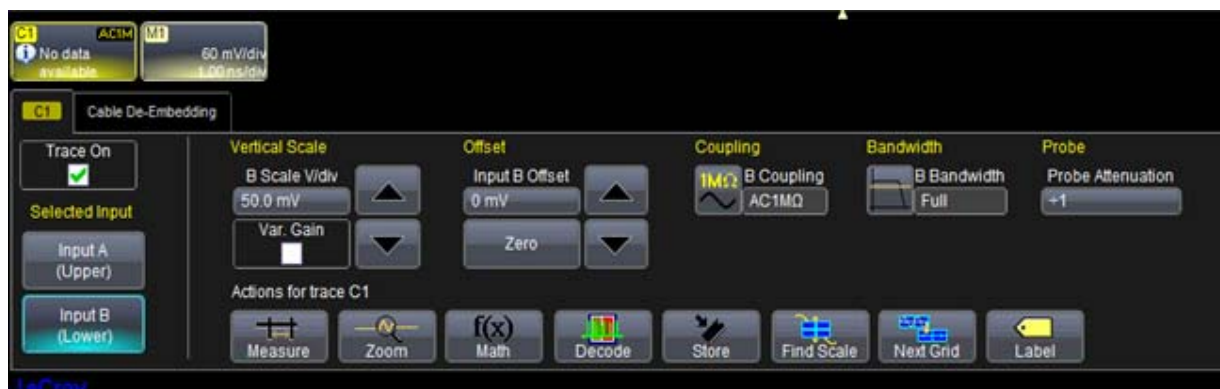 C1 AC1M M1
No data 60 mV/div
available 1.00 ns/div
C1 Cable De-Embedding
Trace On Vertical Scale Offset Coupling Bandwidth Probe
B Scale V/div Input B Offset 1MΩ B Coupling B Bandwidth Probe Attenuation
50.0 mV 0 mV AC1MΩ Full ÷1
Selected Input
Var. Gain Zero
Input A
(Upper)
Actions for trace C1
Input B
(Lower)
f(x)
Measure Zoom Math Decode Store Find Scale Next Grid Label
LeCroy